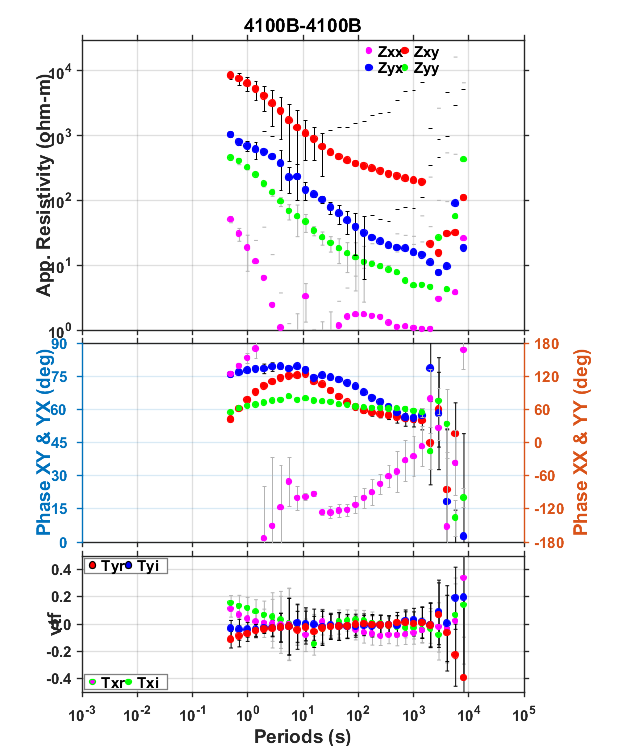 4100B-4100B
Zxx Zxy
Zyx Zyy
App. Resistivity (ohm-m)
10^4
10^3
10^2
10^1
10^0
Phase XY & YX (deg)
90
75
60
45
30
15
0
180
120
60
0
-60
-120
-180
Phase XX & YY (deg)
Tyr Tyi
0.4
0.2
0
-0.2
-0.4
Txr Txi
10^-3 10^-2 10^-1 10^0 10^1 10^2 10^3 10^4 10^5
Periods (s)